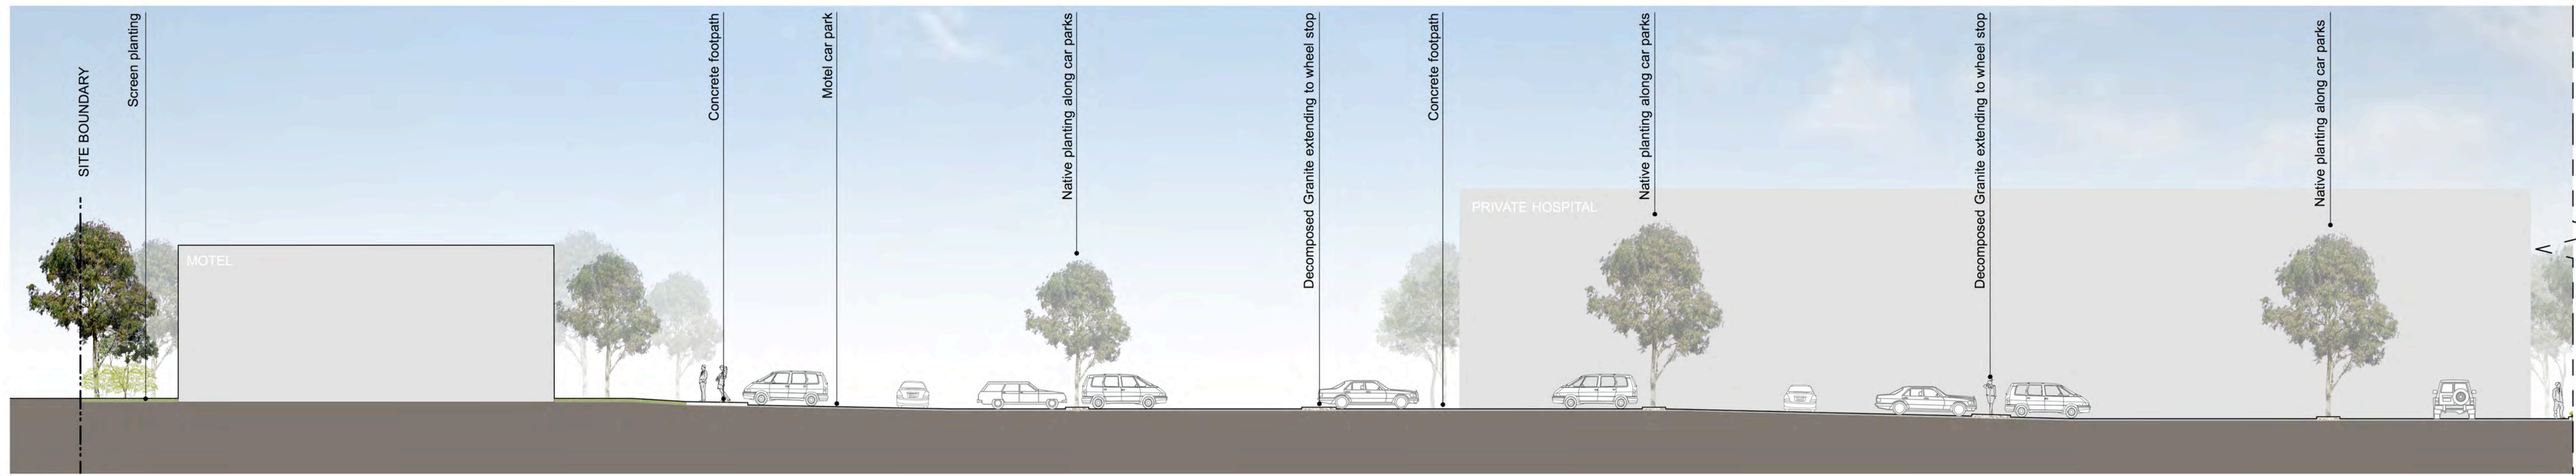 SITE BOUNDARY
Screen planting
MOTEL
Concrete footpath
Motel car park
Native planting along car parks
Decomposed Granite extending to wheel stop
Concrete footpath
PRIVATE HOSPITAL
Native planting along car parks
Decomposed Granite extending to wheel stop
Native planting along car parks